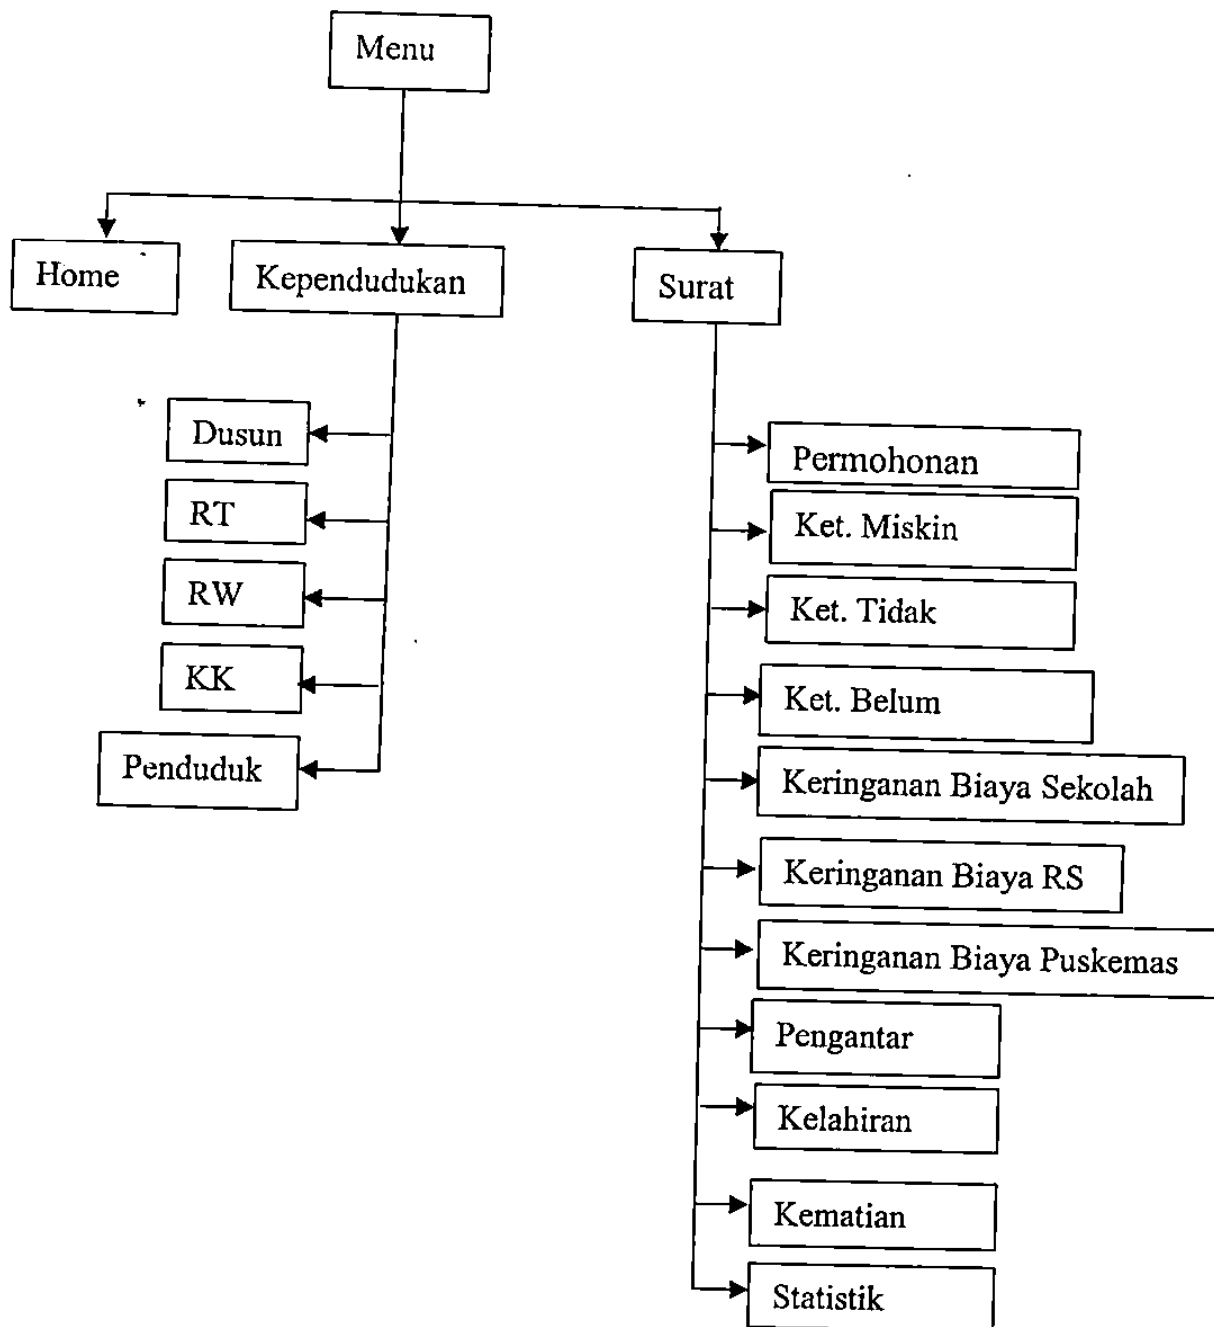 Menu
Home
Kependudukan
Surat
Dusun
RT
RW
KK
Penduduk
Permohonan
Ket. Miskin
Ket. Tidak
Ket. Belum
Keringanan Biaya Sekolah
Keringanan Biaya RS
Keringanan Biaya Puskemas
Pengantar
Kelahiran
Kematian
Statistik